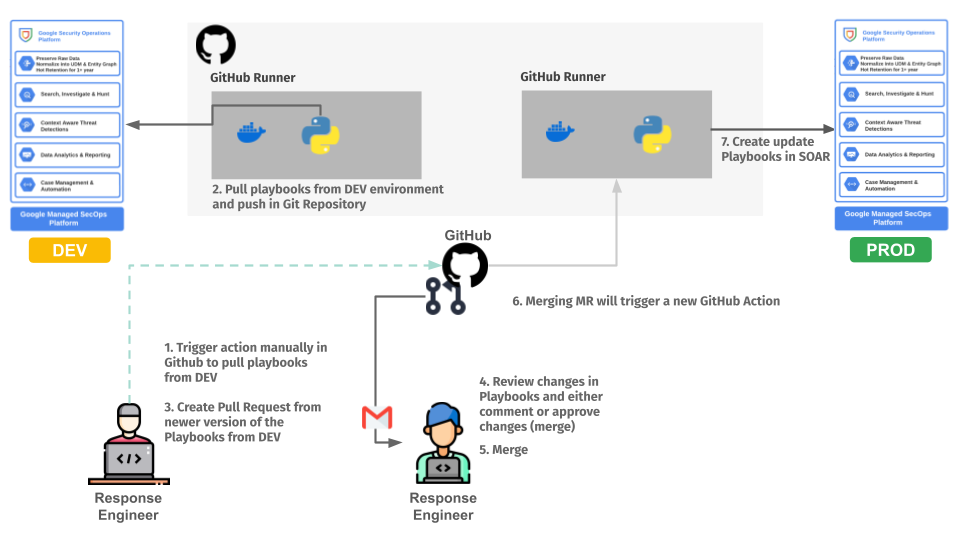 Google Security Operations
Platform
Preserve Raw Data
Normalize into UDM & Entity Graph
Hot Retention for 1+ year
Search, Investigate & Hunt
Context Aware Threat
Detections
Data Analytics & Reporting
Case Management &
Automation
Google Managed SecOps
Platform
DEV
GitHub Runner
2. Pull playbooks from DEV environment
and push in Git Repository
GitHub Runner
7. Create update
Playbooks in SOAR
Google Security Operations
Platform
Preserve Raw Data
Normalize into UDM & Entity Graph
Hot Retention for 1+ year
Search, Investigate & Hunt
Context Aware Threat
Detections
Data Analytics & Reporting
Case Management &
Automation
Google Managed SecOps
Platform
PROD
GitHub
6. Merging MR will trigger a new GitHub Action
1. Trigger action manually in
Github to pull playbooks
from DEV
3. Create Pull Request from
newer version of the
Playbooks from DEV
4. Review changes in
Playbooks and either
comment or approve
changes (merge)
5. Merge
</>
Response
Engineer
<>
Response
Engineer